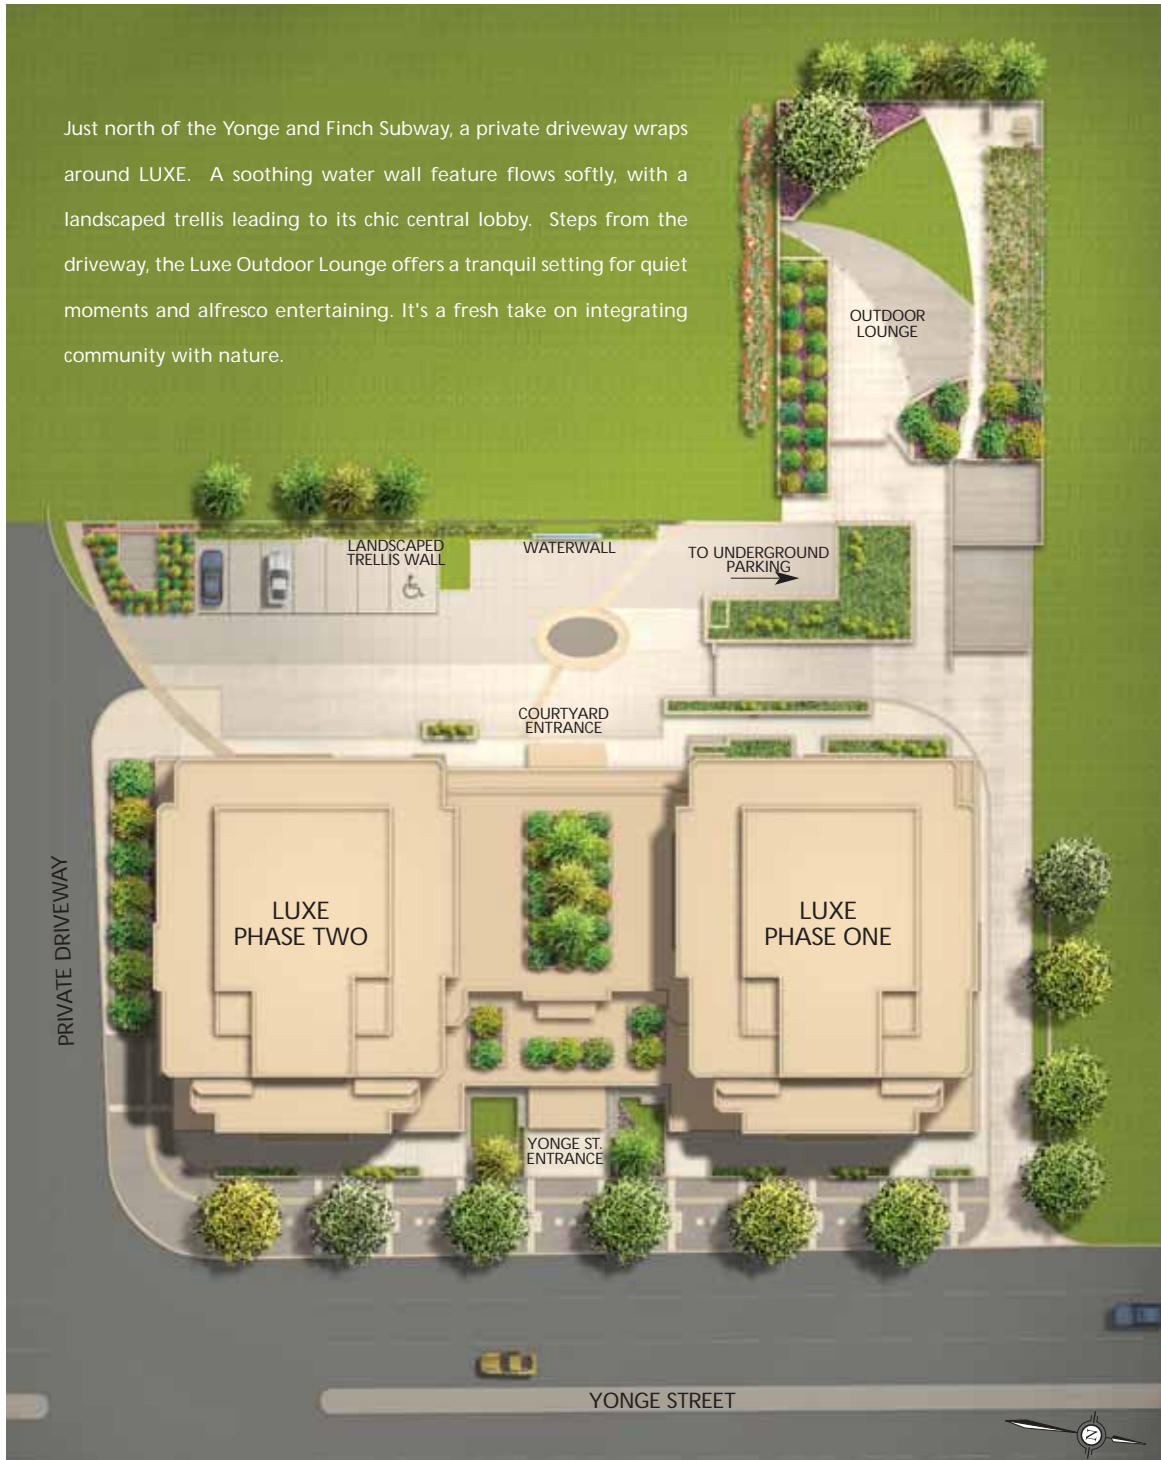 Just north of the Yonge and Finch Subway, a private driveway wraps
around LUXE. A soothing water wall feature flows softly, with a
landscaped trellis leading to its chic central lobby. Steps from the
driveway, the Luxe Outdoor Lounge offers a tranquil setting for quiet
moments and alfresco entertaining. It's a fresh take on integrating
community with nature.
OUTDOOR
LOUNGE
LANDSCAPED
TRELLIS WALL
WATERWALL
TO UNDERGROUND
PARKING
COURTYARD
ENTRANCE
PRIVATE DRIVEWAY
LUXE
PHASE TWO
LUXE
PHASE ONE
YONGE ST.
ENTRANCE
YONGE STREET
N